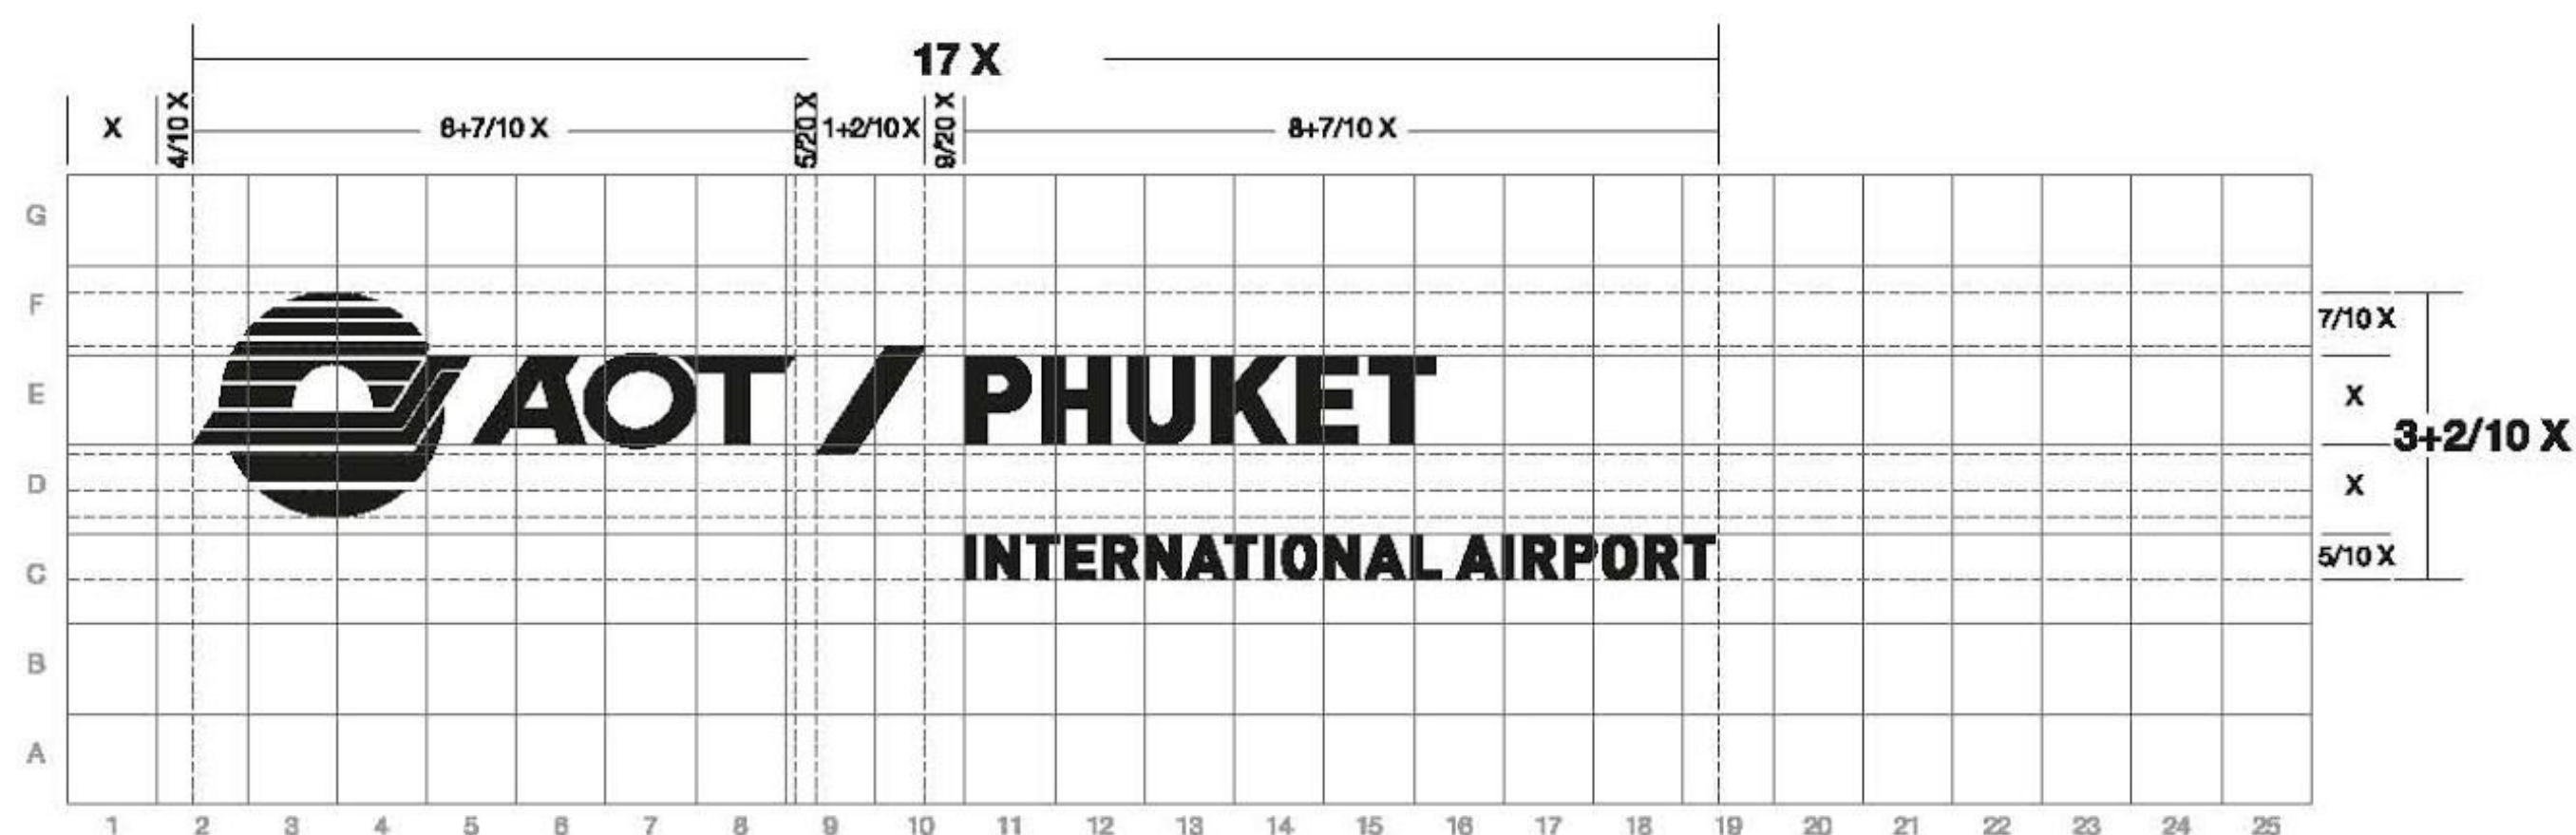 17 X
X
4/10 X
6+7/10 X
5/20 X
1+2/10 X
9/20 X
8+7/10 X
G
F
7/10 X
E
AOT
PHUKET
X
3+2/10 X
D
X
C
INTERNATIONAL AIRPORT
5/10 X
B
A
1 2 3 4 5 6 7 8 9 10 11 12 13 14 15 16 17 18 19 20 21 22 23 24 25